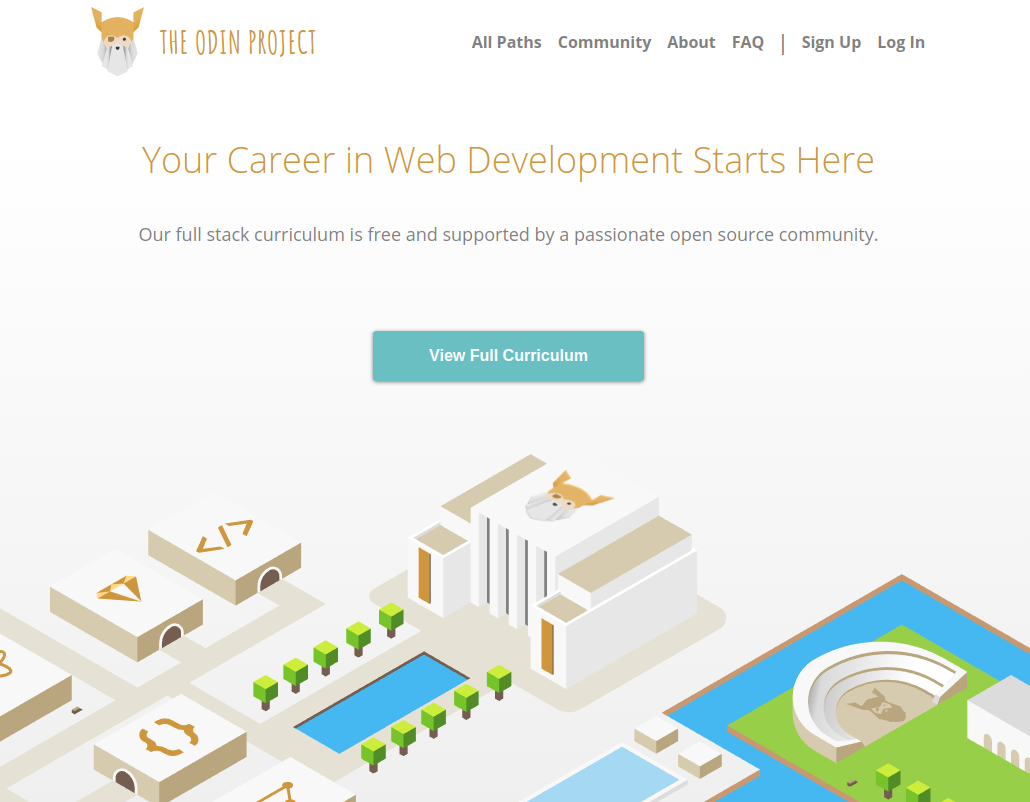 THE ODIN PROJECT
All Paths Community About FAQ | Sign Up Log In
Your Career in Web Development Starts Here
Our full stack curriculum is free and supported by a passionate open source community.
View Full Curriculum
</>